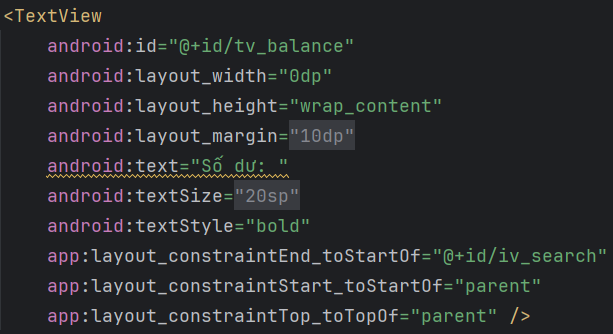 <TextView
android:id="@+id/tv_balance"
android:layout_width="0dp"
android:layout_height="wrap_content"
android:layout_margin="10dp"
android:text="Số dư: "
android:textSize="20sp"
android:textStyle="bold"
app:layout_constraintEnd_toStartOf="@+id/iv_search"
app:layout_constraintStart_toStartOf="parent"
app:layout_constraintTop_toTopOf="parent" />